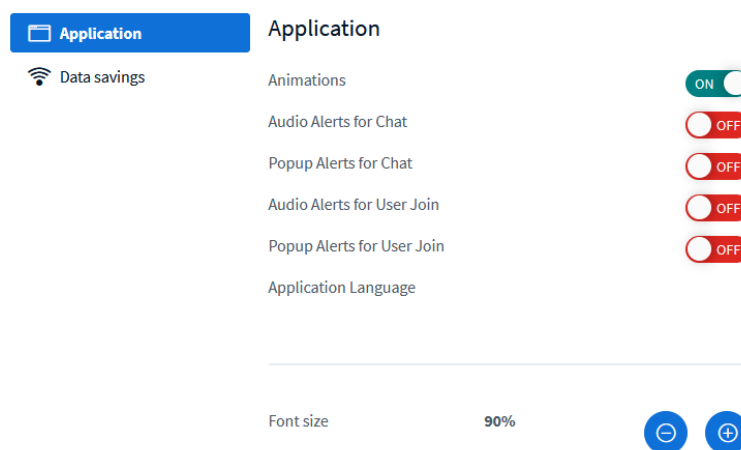 Application
Data savings
Application
Animations ON
Audio Alerts for Chat OFF
Popup Alerts for Chat OFF
Audio Alerts for User Join OFF
Popup Alerts for User Join OFF
Application Language
Font size 90%